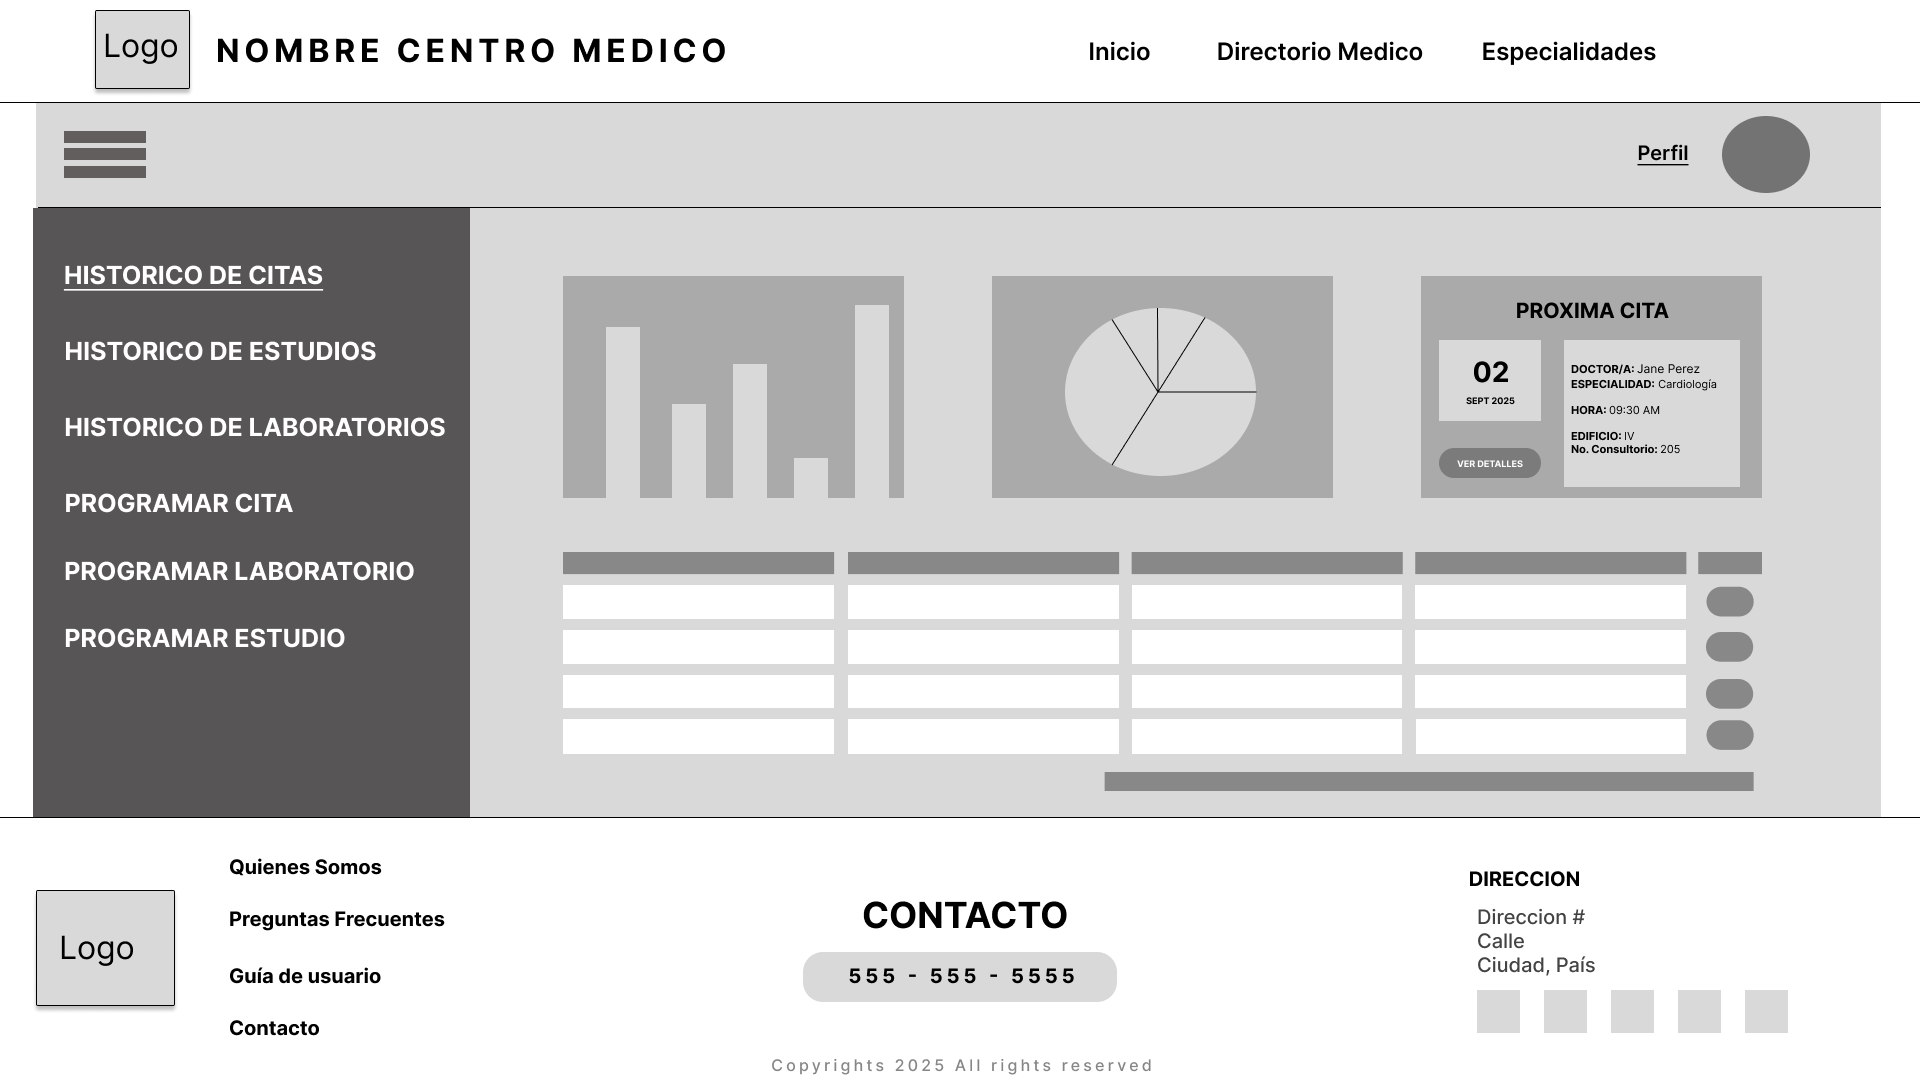 Logo
NOMBRE CENTRO MEDICO
Inicio
Directorio Medico
Especialidades
Perfil
HISTORICO DE CITAS
HISTORICO DE ESTUDIOS
HISTORICO DE LABORATORIOS
PROGRAMAR CITA
PROGRAMAR LABORATORIO
PROGRAMAR ESTUDIO
PROXIMA CITA
02
SEPT 2025
VER DETALLES
DOCTOR/A: Jane Perez
ESPECIALIDAD: Cardiología
HORA: 09:30 AM
EDIFICIO: IV
No. Consultorio: 205
Logo
Quienes Somos
Preguntas Frecuentes
Guía de usuario
Contacto
CONTACTO
555 - 555 - 5555
DIRECCION
Direccion #
Calle
Ciudad, País
Copyrights 2025 All rights reserved